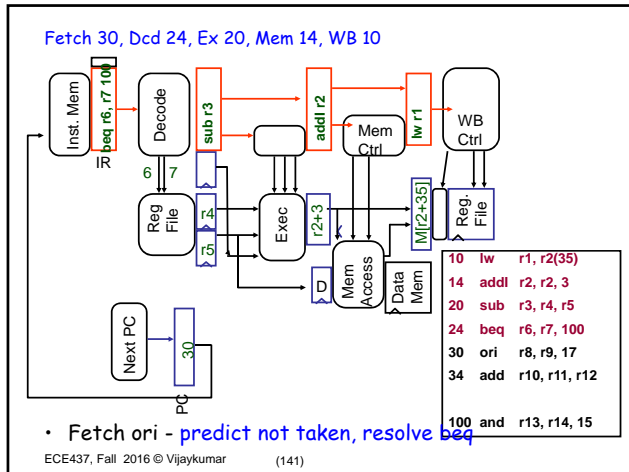 Fetch 30, Dcd 24, Ex 20, Mem 14, WB 10
Inst. Mem
beq r6, r7 100
IR
Decode
sub r3
addI r2
Mem
Ctrl
lw r1
WB
Ctrl
6 7
Reg
File
r4
r5
Exec
r2+3
M[r2+35]
Reg.
File
D
Mem
Access
Data
Mem
Next PC
30
PC
10 lw r1, r2(35)
14 addI r2, r2, 3
20 sub r3, r4, r5
24 beq r6, r7, 100
30 ori r8, r9, 17
34 add r10, r11, r12
100 and r13, r14, 15
• Fetch ori - predict not taken, resolve beq
ECE437, Fall 2016 © Vijaykumar (141)